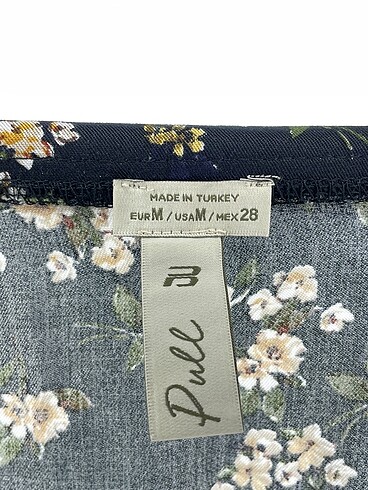 MADE IN TURKEY
EURM / USAM / MEX28
Pull